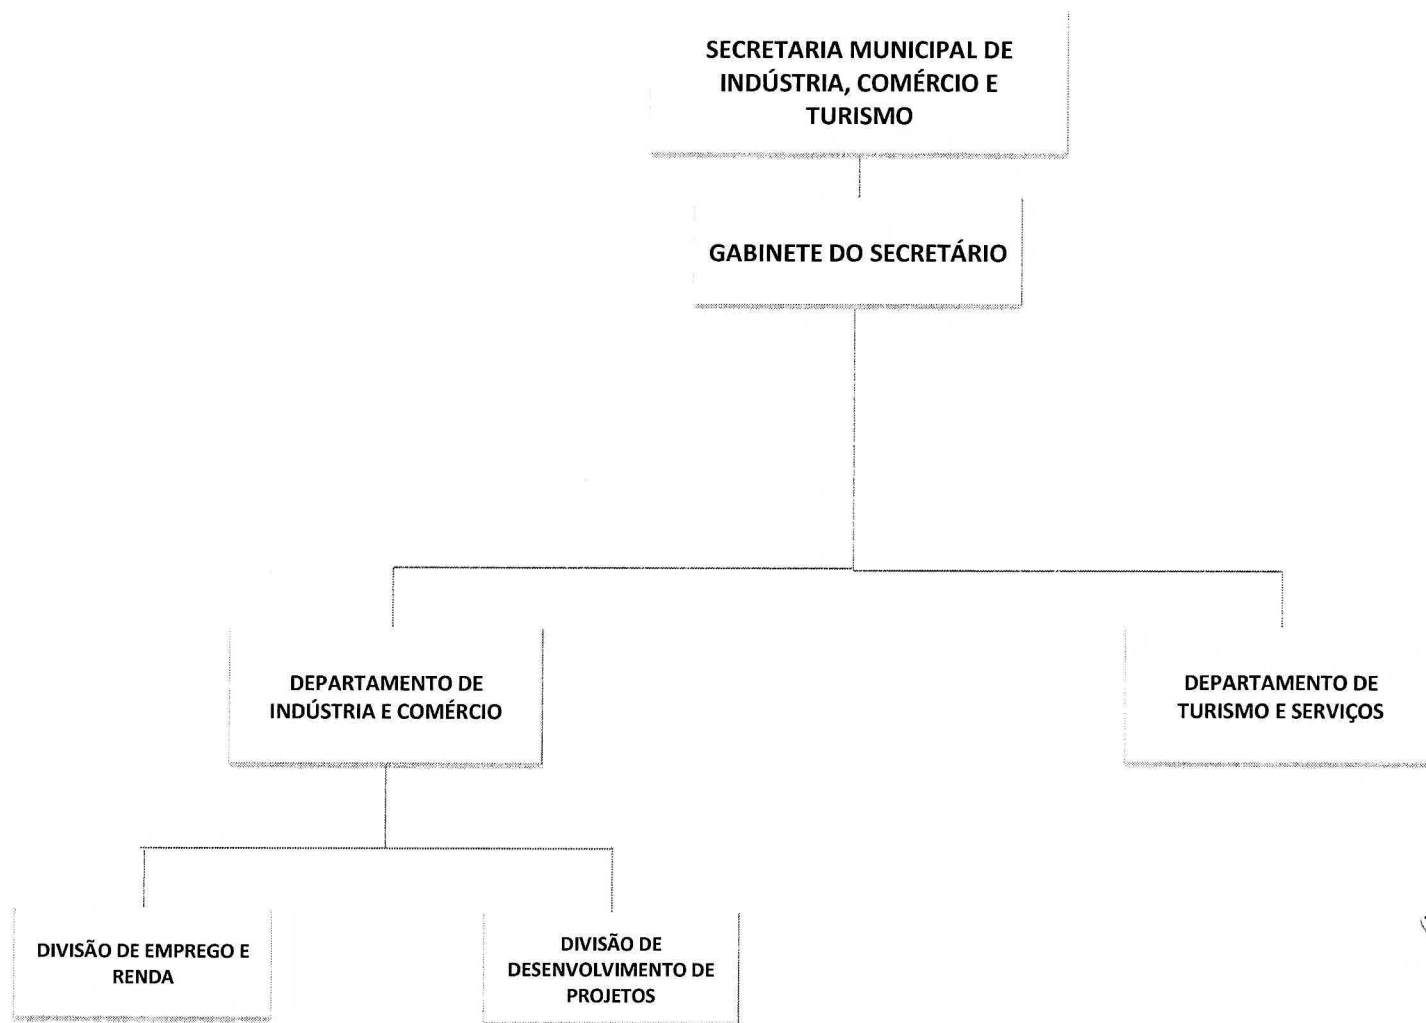 SECRETARIA MUNICIPAL DE
INDÚSTRIA, COMÉRCIO E
TURISMO
GABINETE DO SECRETÁRIO
DEPARTAMENTO DE
INDÚSTRIA E COMÉRCIO
DEPARTAMENTO DE
TURISMO E SERVIÇOS
DIVISÃO DE EMPREGO E
RENDA
DIVISÃO DE
DESENVOLVIMENTO DE
PROJETOS